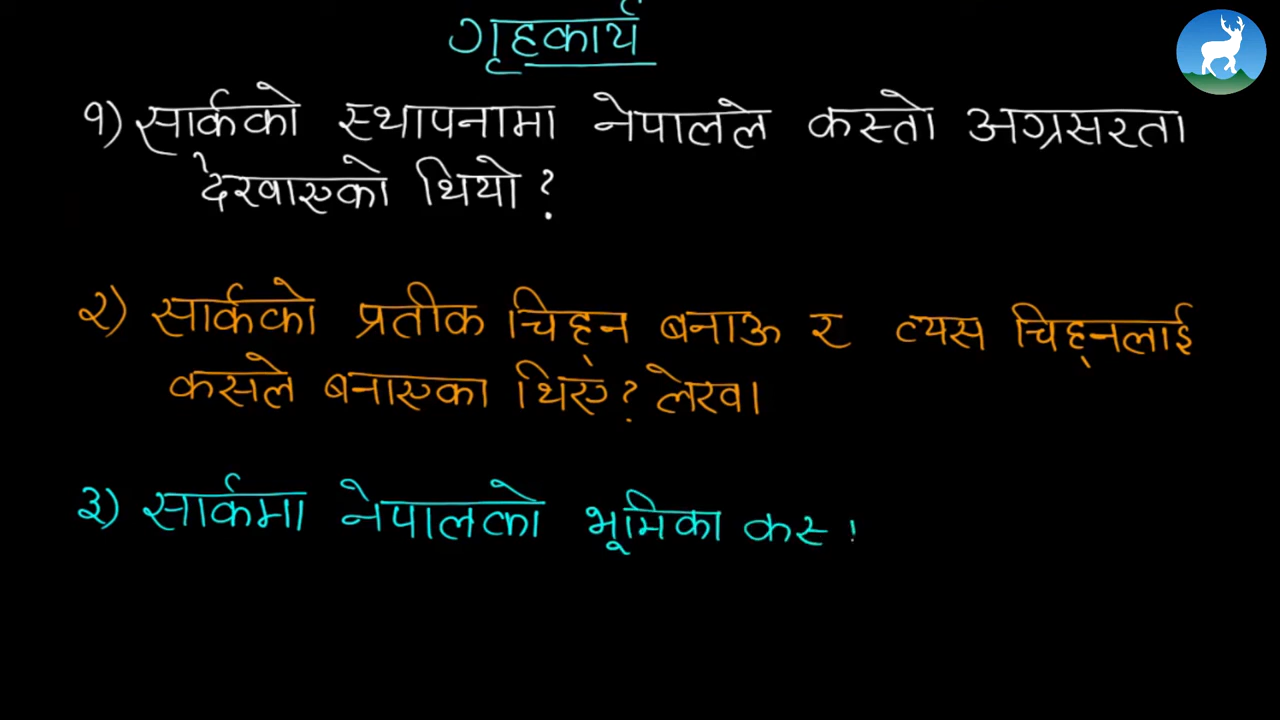 गृहकार्य
१) सार्कको स्थापनामा नेपालले कस्तो अग्रसरता
देखाएको थियो?
२) सार्कको प्रतीक चिह्न बनाऊ र त्यस चिह्नलाई
कसले बनाएका थिए? लेख।
३) सार्कमा नेपालको भूमिका कस